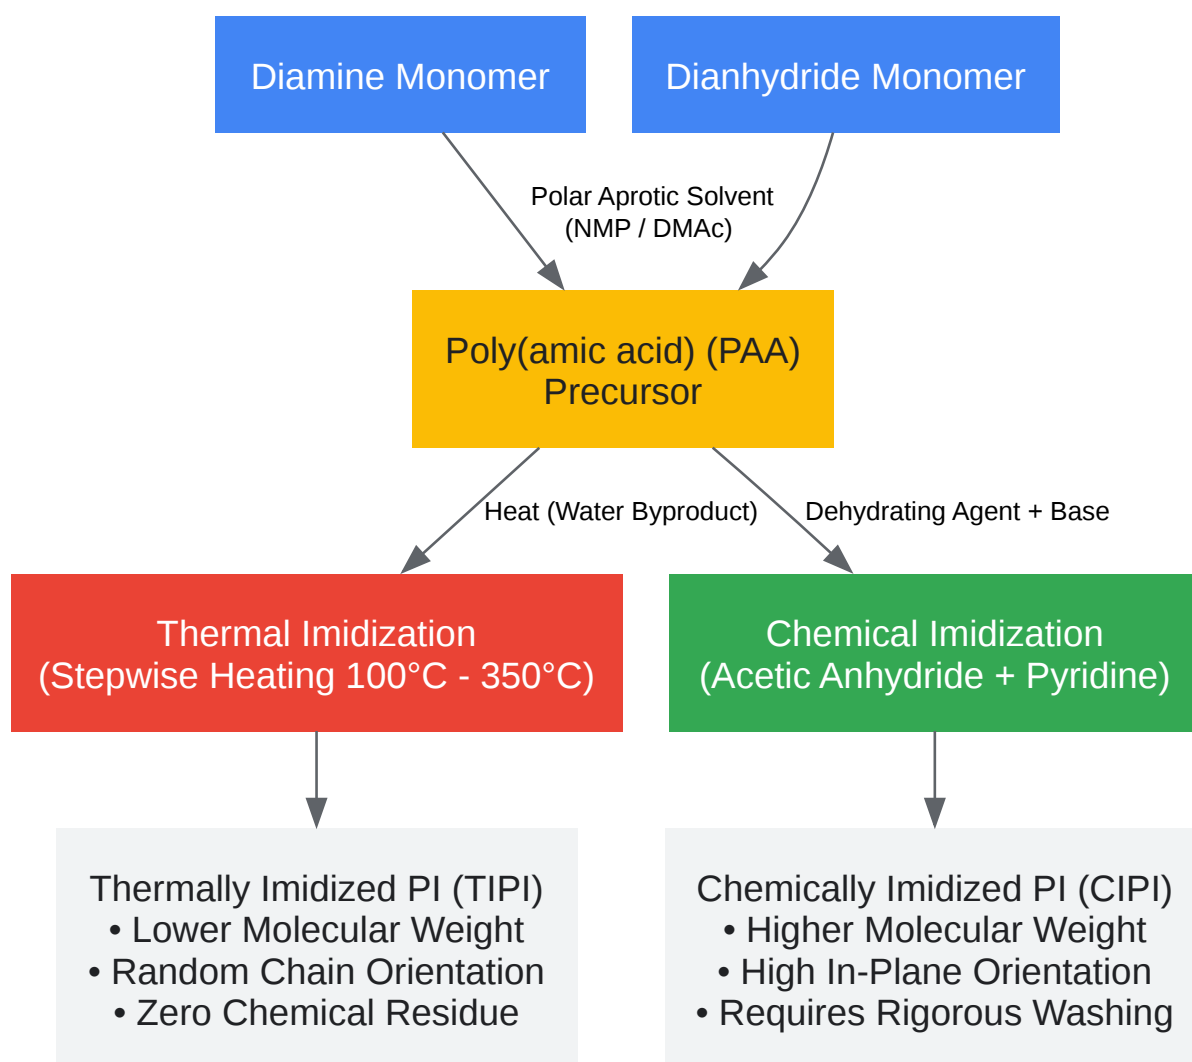 Diamine Monomer
Dianhydride Monomer
Polar Aprotic Solvent
(NMP / DMAc)
Poly(amic acid) (PAA)
Precursor
Heat (Water Byproduct)
Dehydrating Agent + Base
Thermal Imidization
(Stepwise Heating 100°C - 350°C)
Chemical Imidization
(Acetic Anhydride + Pyridine)
Thermally Imidized PI (TIPI)
• Lower Molecular Weight
• Random Chain Orientation
• Zero Chemical Residue
Chemically Imidized PI (CIPI)
• Higher Molecular Weight
• High In-Plane Orientation
• Requires Rigorous Washing